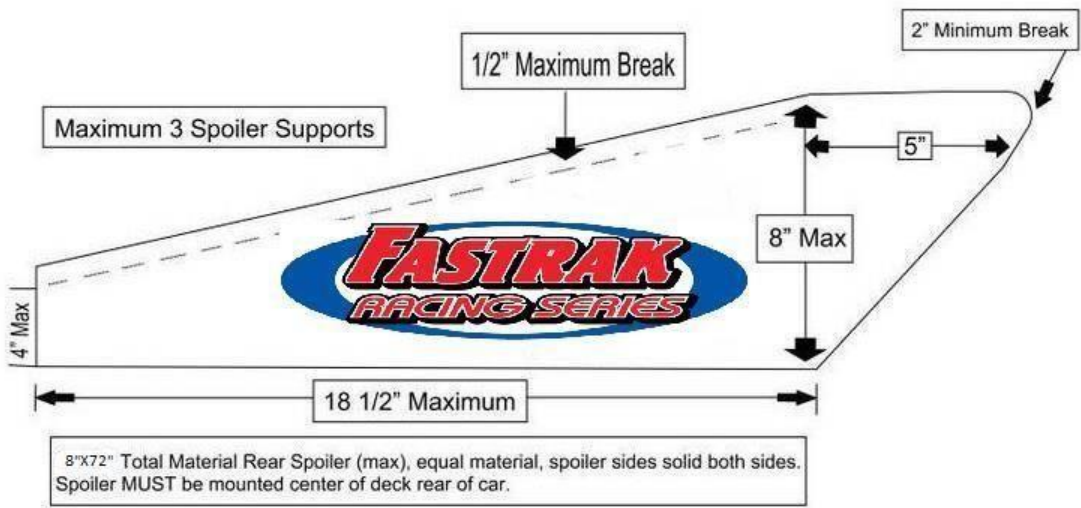 2” Minimum Break
1/2” Maximum Break
Maximum 3 Spoiler Supports
5”
8” Max
FASTRAK
RACING SERIES
4” Max
18 1/2” Maximum
8"X72" Total Material Rear Spoiler (max), equal material, spoiler sides solid both sides.
Spoiler MUST be mounted center of deck rear of car.